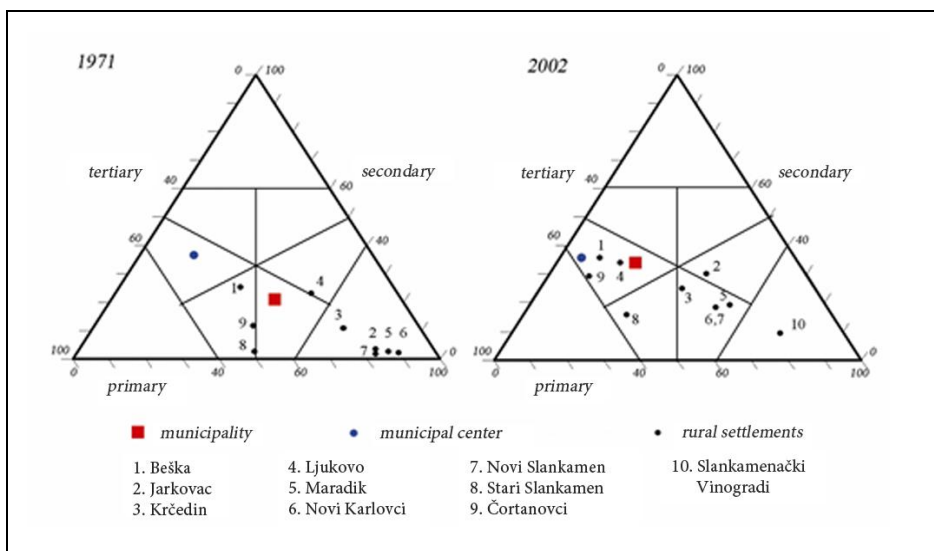 1971
2002
0 100
0 100
tertiary
40
60
secondary
tertiary
40
60
secondary
60
40
60
40
1
4
3
9
8
2 5 6
7
1
9
4
2
3
5
6,7
8
10
100
40
60
100
0
100
40
60
100
0
primary
primary
municipality
municipal center
rural settlements
1. Beška
2. Jarkovac
3. Krčedin
4. Ljukovo
5. Maradik
6. Novi Karlovci
7. Novi Slankamen
8. Stari Slankamen
9. Čortanovci
10. Slankamenački
Vinogradi